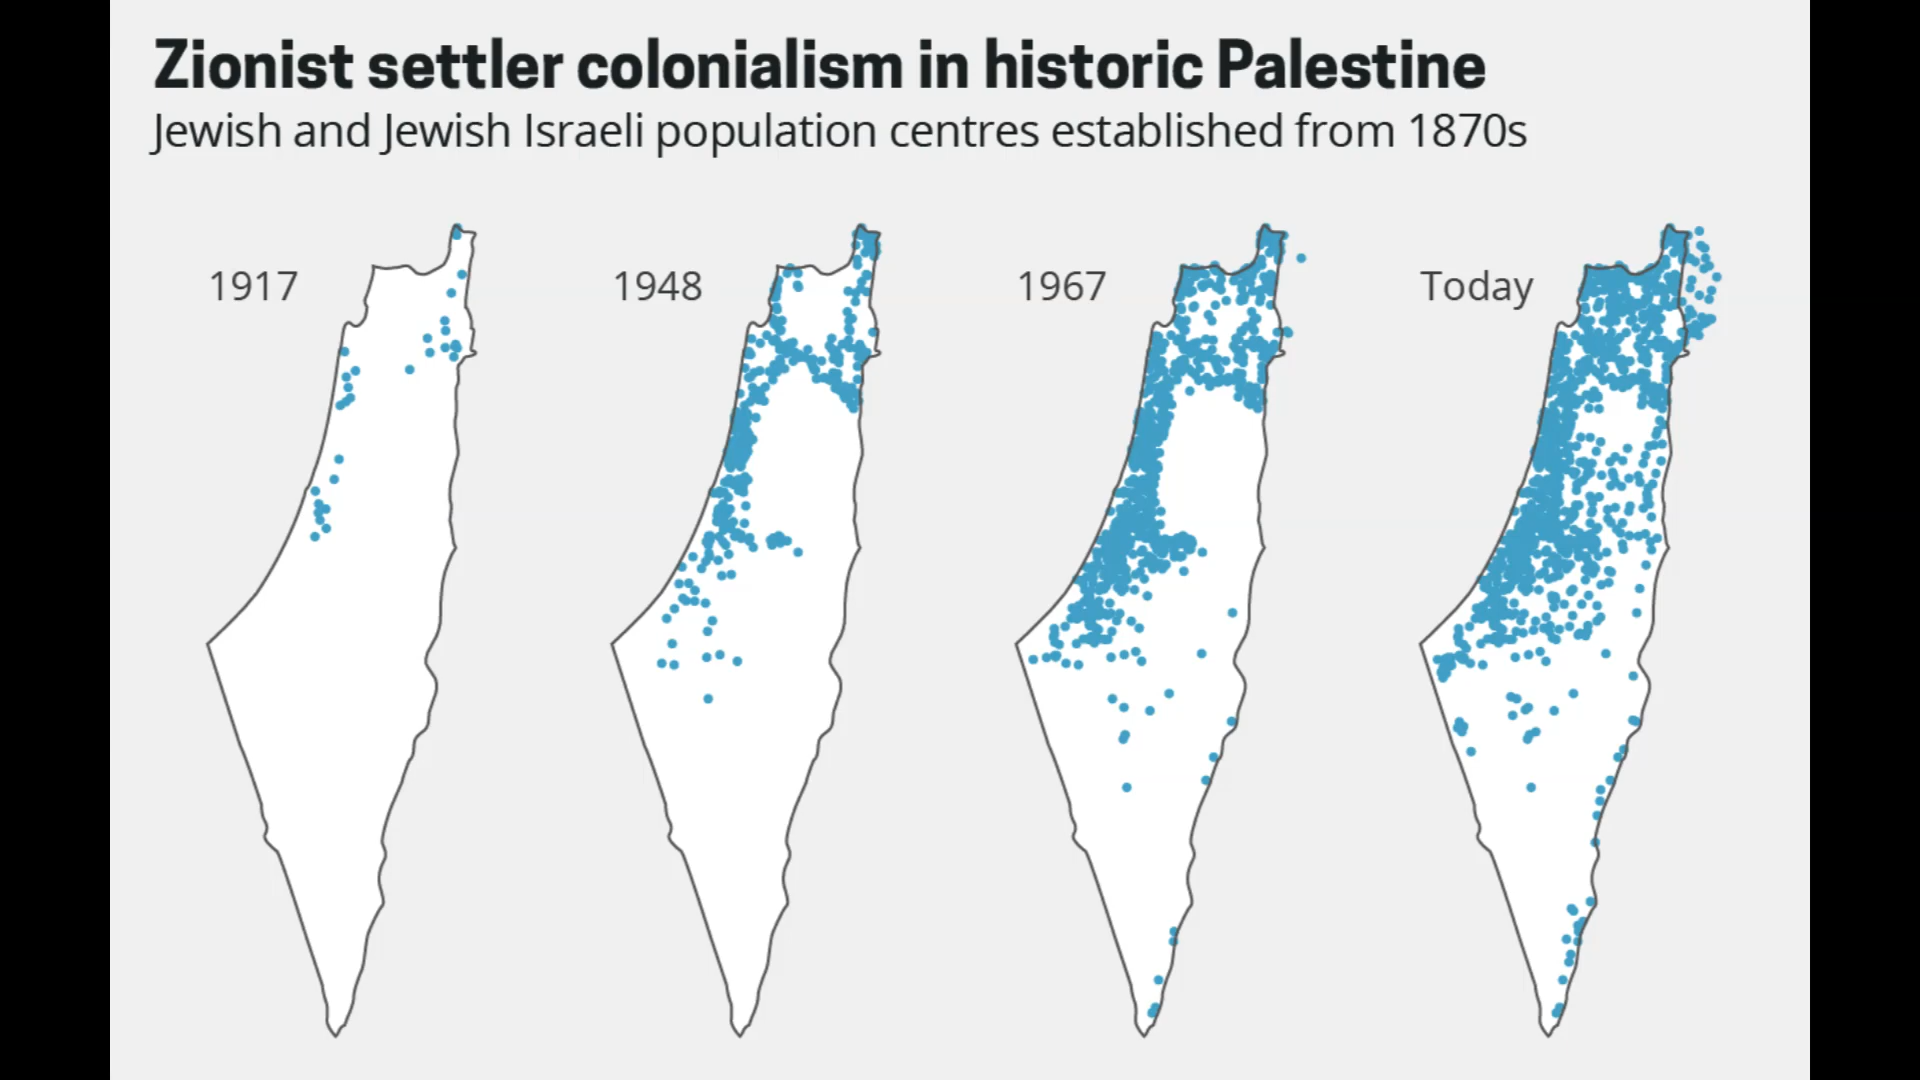 Zionist settler colonialism in historic Palestine
Jewish and Jewish Israeli population centres established from 1870s
1917
1948
1967
Today